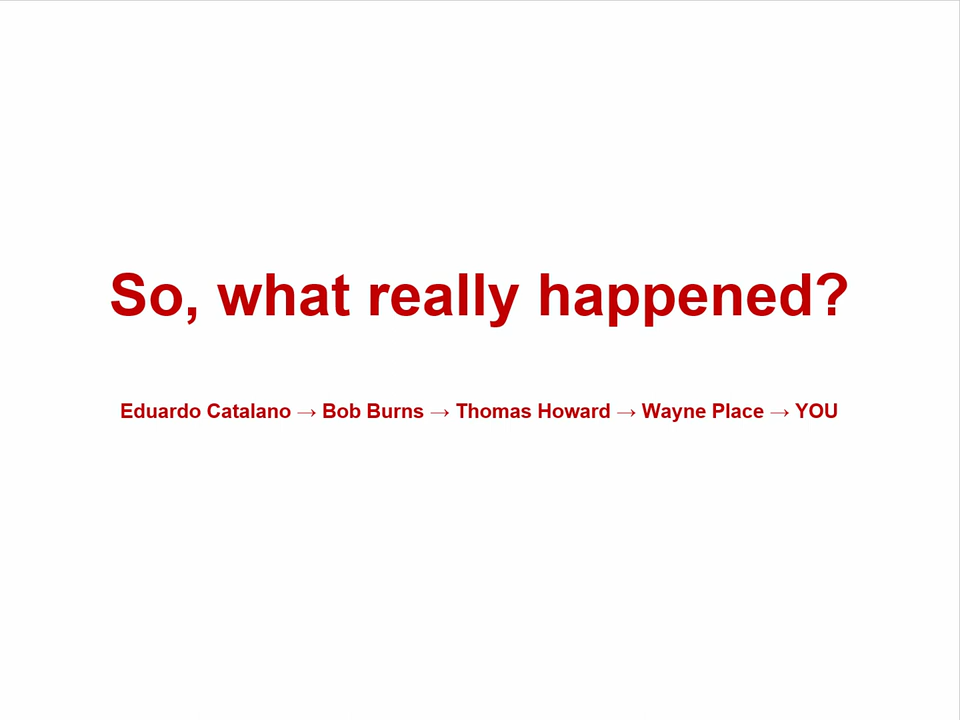 So, what really happened?
Eduardo Catalano → Bob Burns → Thomas Howard → Wayne Place → YOU